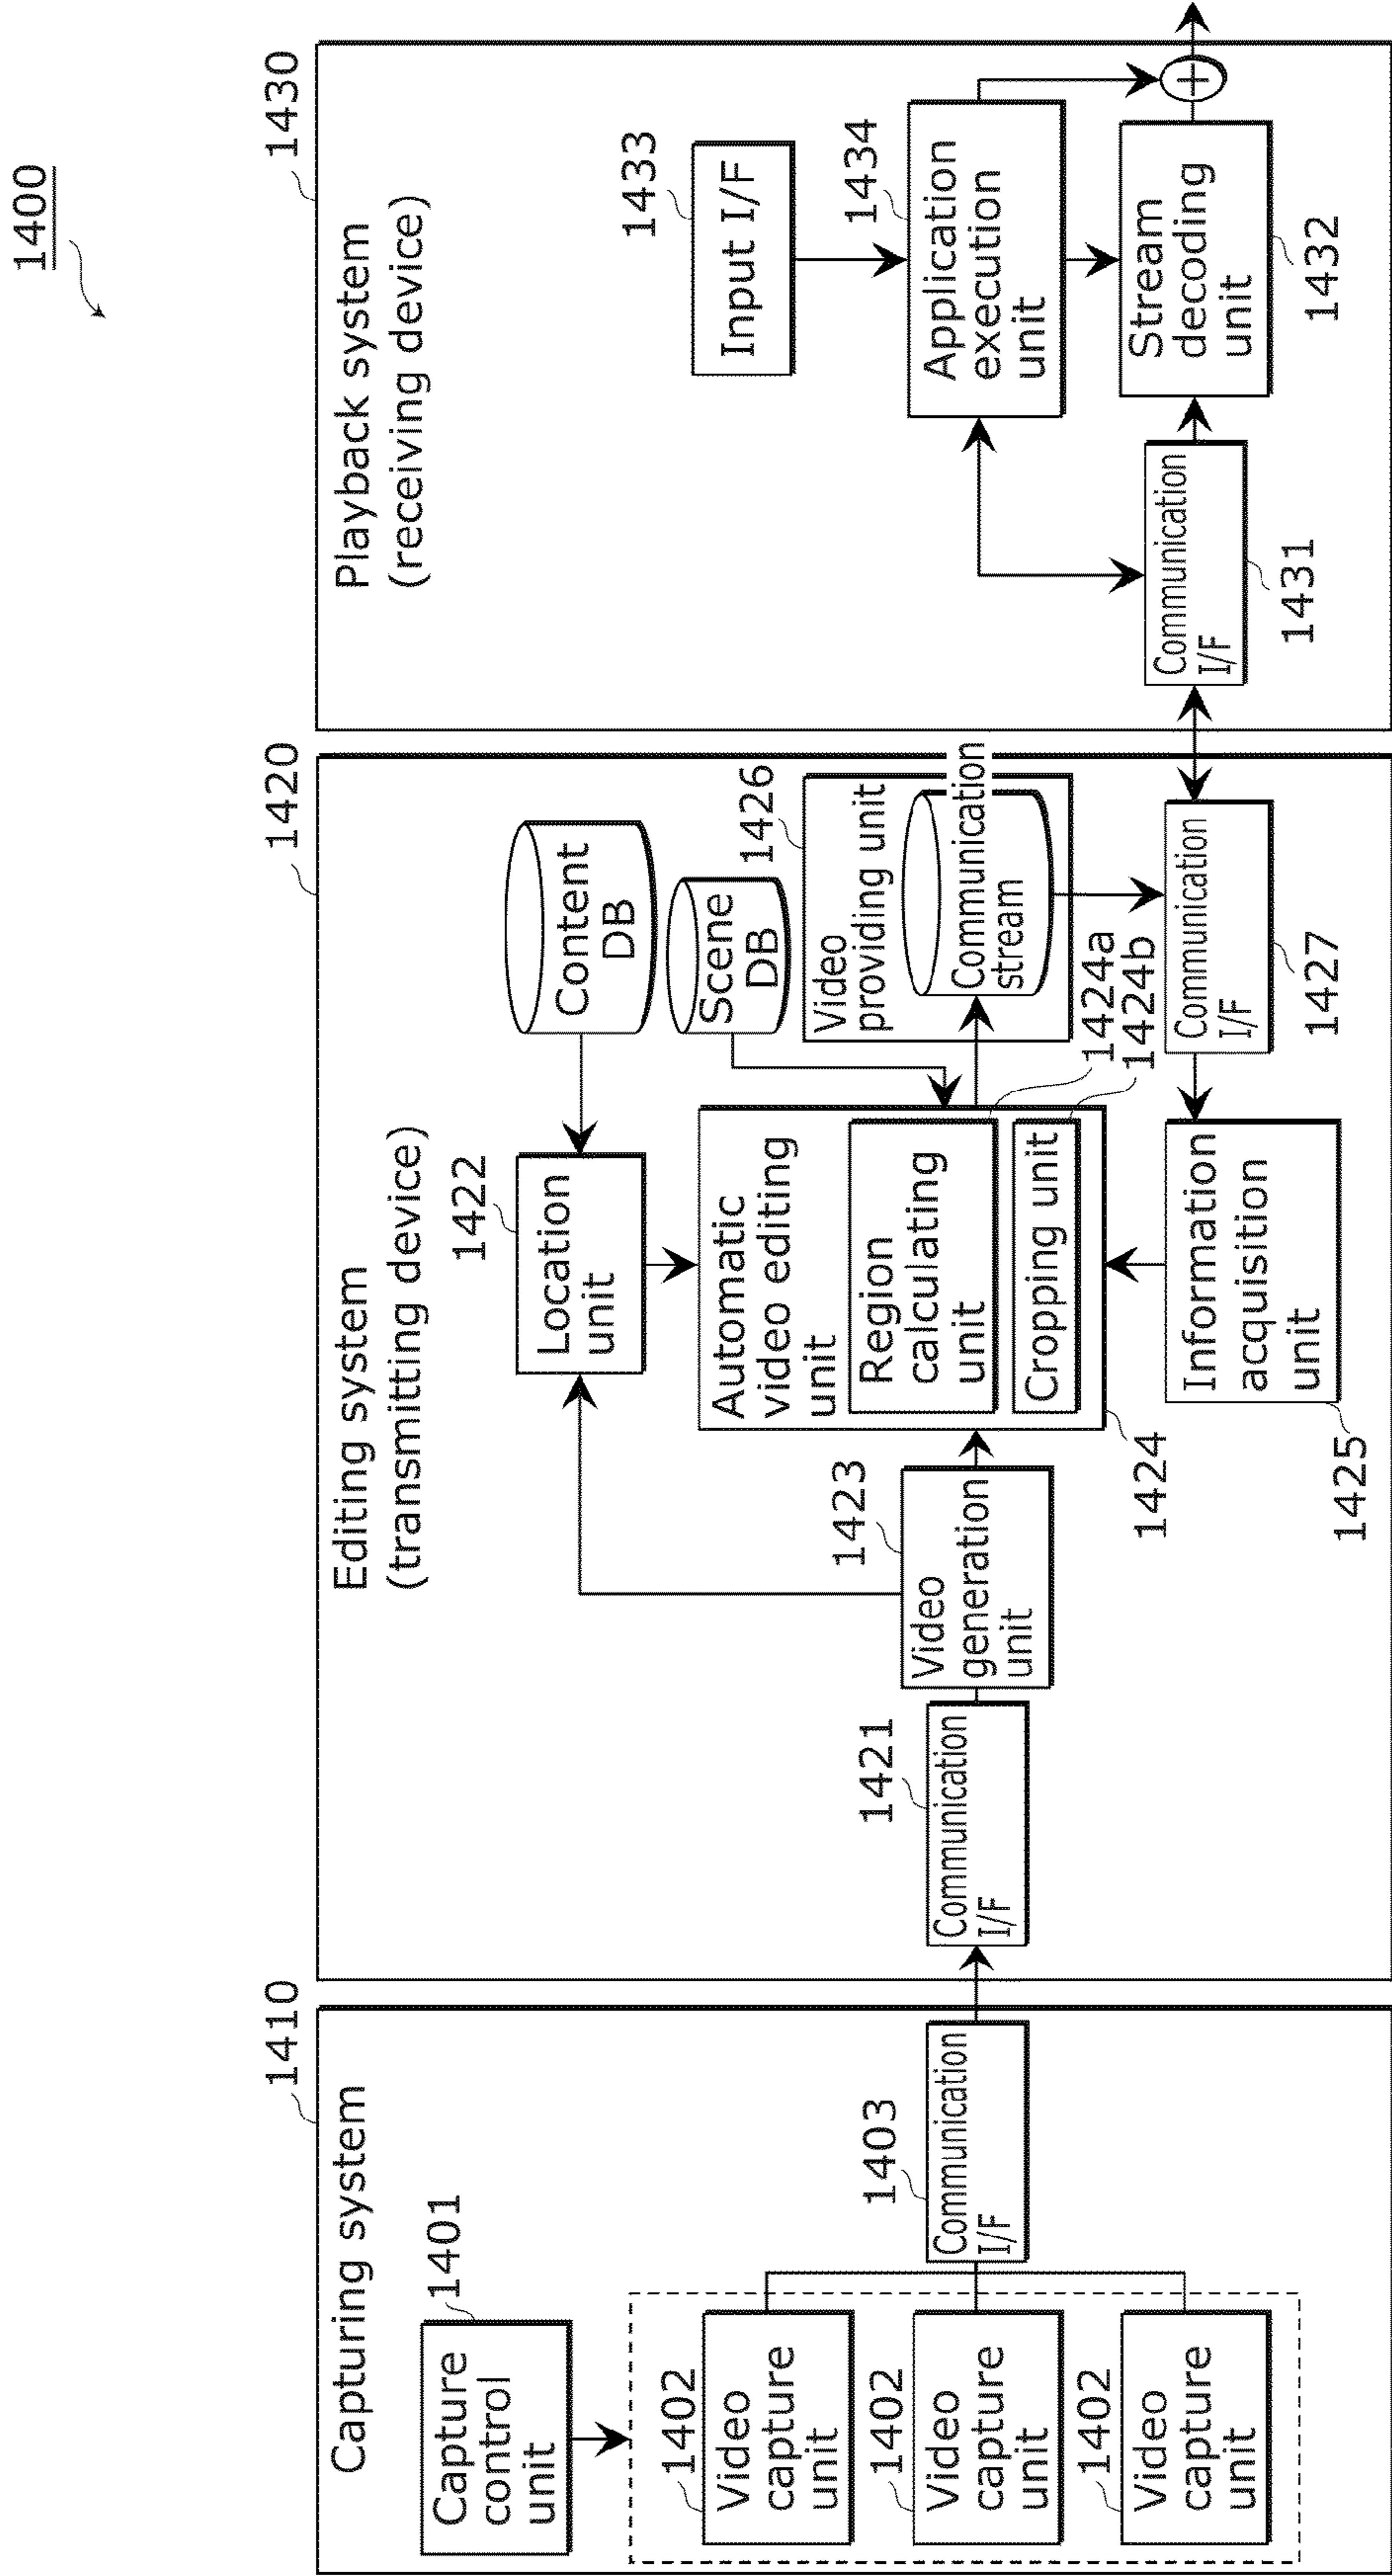 1400
1410
Capturing system
1401
Capture
control
unit
1402
Video
capture
unit
1402
Video
capture
unit
1402
Video
capture
unit
1403
Communication
I/F
1420
Editing system
(transmitting device)
1421
Communication
I/F
1423
Video
generation
unit
1422
Location
unit
Content
DB
Scene
DB
Automatic
video editing
unit
Region
calculating
unit
Cropping unit
1424
1424a
1424b
1426
Video
providing unit
Communication
stream
Information
acquisition
unit
1425
Communication
I/F
1427
1430
Playback system
(receiving device)
1433
Input I/F
1434
Application
execution
unit
Stream
decoding
unit
1432
Communication
I/F
1431